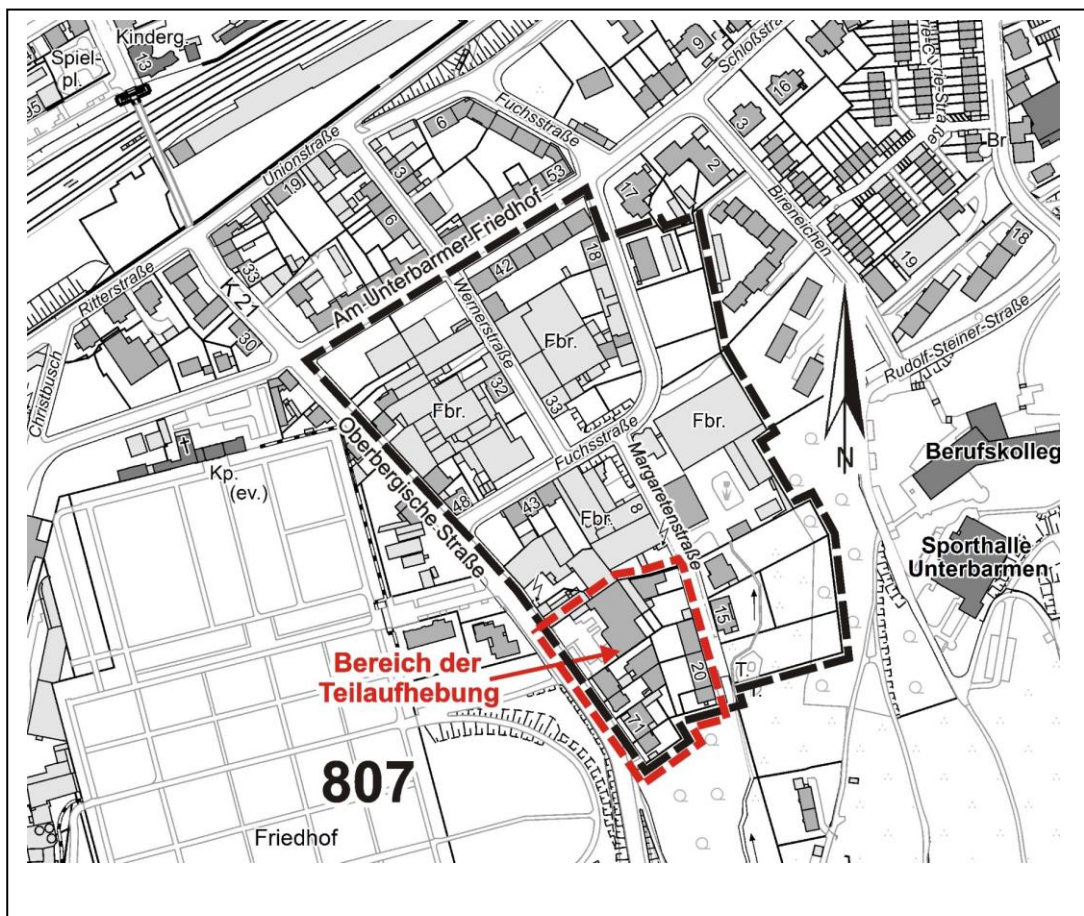 Kinderg.
13
Spiel-
pl.
95
9
Schloßstraße
16
3
Fuchsstraße
6
Unionstraße
19
3
53
6
17
2
Br
Bireneichen
19
18
33
K 21
Am Unterbarmer Friedhof
42
18
Ritterstraße
30
Wernerstraße
Rudolf-Steiner-Straße
Christbusch
Fbr.
32
33
Fbr.
Fbr.
Fuchsstraße
Margaretenstraße
N
Berufskolleg
Kp.
(ev.)
Oberbergische Straße
48
43
Fbr.
8
Sporthalle
Unterbarmen
15
Bereich der
Teilaufhebung
20
T.
71
807
Friedhof